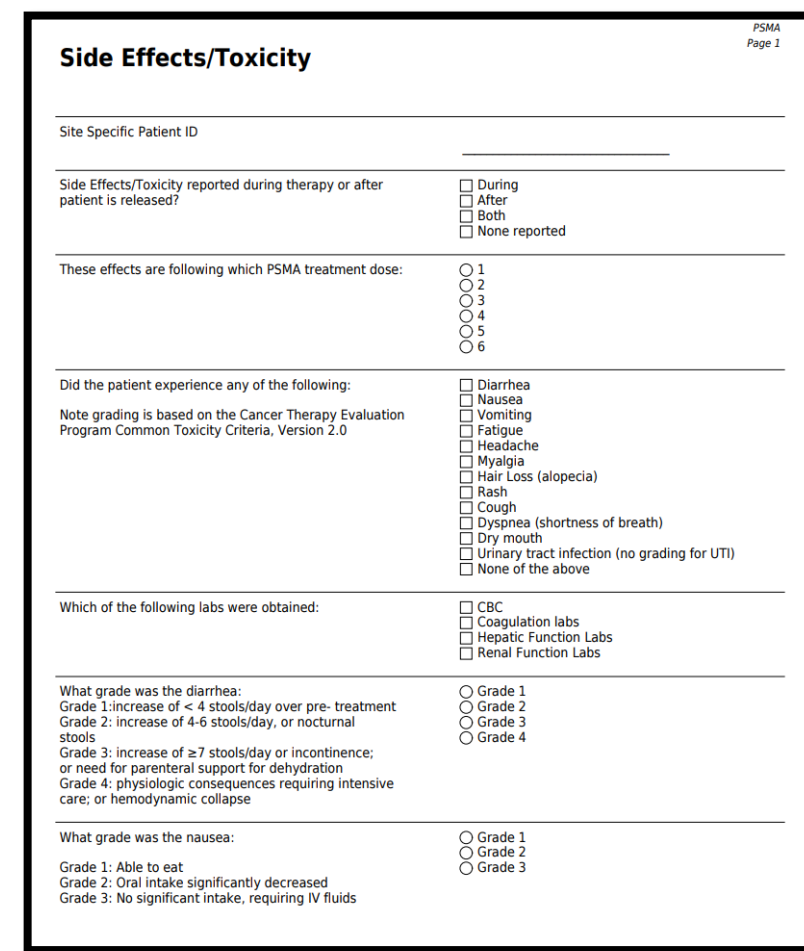 PSMA
Page 1
Side Effects/Toxicity
Site Specific Patient ID
Side Effects/Toxicity reported during therapy or after
patient is released?
During
After
Both
None reported
These effects are following which PSMA treatment dose:
1
2
3
4
5
6
Did the patient experience any of the following:
Note grading is based on the Cancer Therapy Evaluation
Program Common Toxicity Criteria, Version 2.0
Diarrhea
Nausea
Vomiting
Fatigue
Headache
Myalgia
Hair Loss (alopecia)
Rash
Cough
Dyspnea (shortness of breath)
Dry mouth
Urinary tract infection (no grading for UTI)
None of the above
Which of the following labs were obtained:
CBC
Coagulation labs
Hepatic Function Labs
Renal Function Labs
What grade was the diarrhea:
Grade 1:increase of < 4 stools/day over pre- treatment
Grade 2: increase of 4-6 stools/day, or nocturnal
stools
Grade 3: increase of ≥7 stools/day or incontinence;
or need for parenteral support for dehydration
Grade 4: physiologic consequences requiring intensive
care; or hemodynamic collapse
Grade 1
Grade 2
Grade 3
Grade 4
What grade was the nausea:
Grade 1: Able to eat
Grade 2: Oral intake significantly decreased
Grade 3: No significant intake, requiring IV fluids
Grade 1
Grade 2
Grade 3